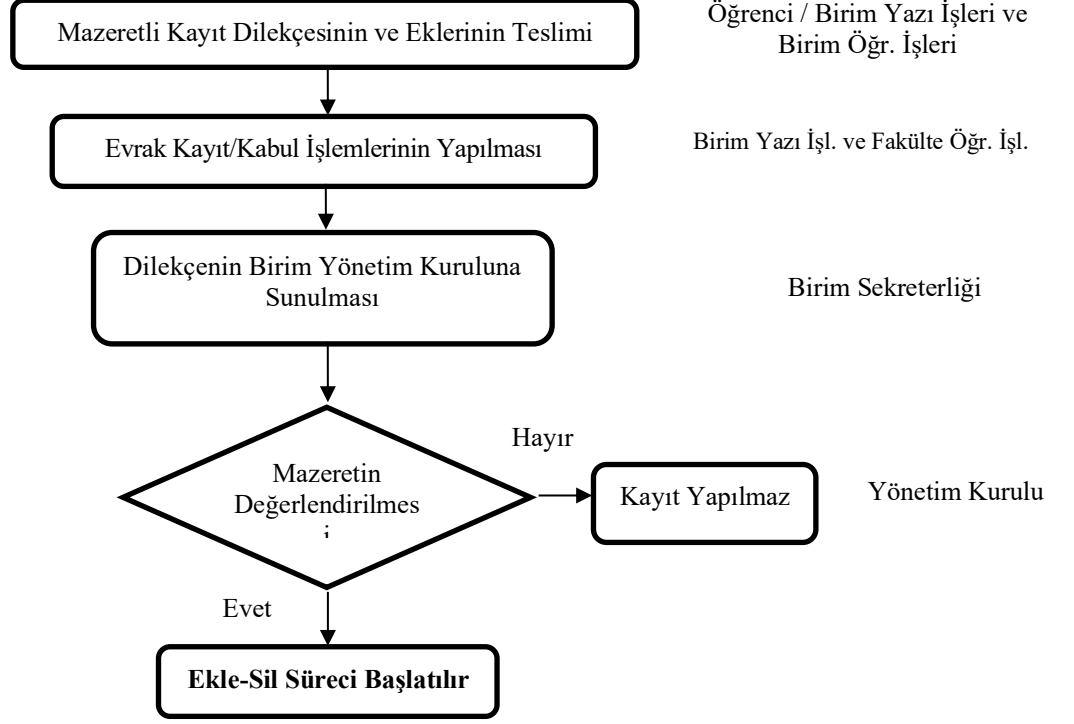 Mazeretli Kayıt Dilekçesinin ve Eklerinin Teslimi
Öğrenci / Birim Yazı İşleri ve
Birim Öğr. İşleri
Evrak Kayıt/Kabul İşlemlerinin Yapılması
Birim Yazı İşl. ve Fakülte Öğr. İşl.
Dilekçenin Birim Yönetim Kuruluna
Sunulması
Birim Sekreterliği
Hayır
Mazeretin
Değerlendirilmes
i
Kayıt Yapılmaz
Yönetim Kurulu
Evet
Ekle-Sil Süreci Başlatılır